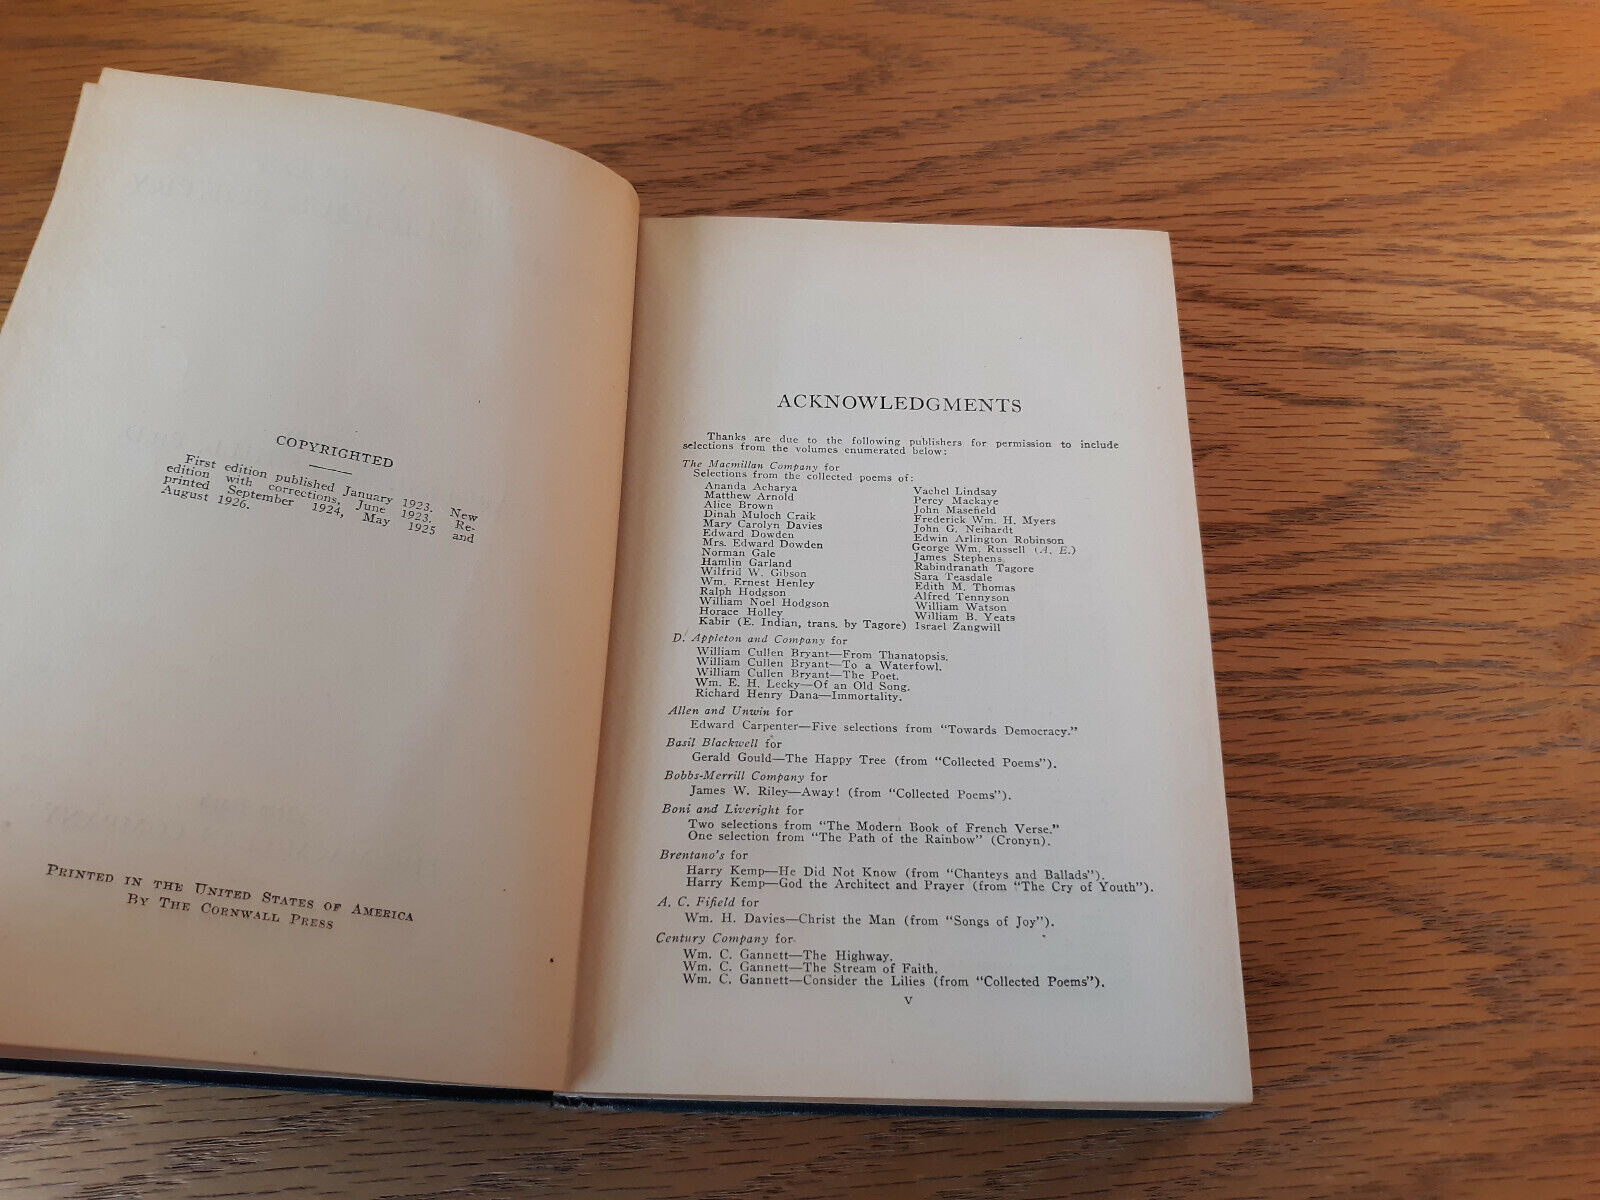 COPYRIGHTED
First edition published January 1923. New
edition with corrections, June 1923. Re-
printed September 1924, May 1925 and
August 1926.
PRINTED IN THE UNITED STATES OF AMERICA
BY THE CORNWALL PRESS
ACKNOWLEDGMENTS
Thanks are due to the following publishers for permission to include
selections from the volumes enumerated below:
The Macmillan Company for
Selections from the collected poems of:
Ananda Acharya
Matthew Arnold
Alice Brown
Dinah Muloch Craik
Mary Carolyn Davies
Edward Dowden
Mrs. Edward Dowden
Norman Gale
Hamlin Garland
Wilfrid W. Gibson
Wm. Ernest Henley
Ralph Hodgson
William Noel Hodgson
Horace Holley
Kabir (E. Indian, trans. by Tagore)
Vachel Lindsay
Percy Mackaye
John Masefield
Frederick Wm. H. Myers
John G. Neihardt
Edwin Arlington Robinson
George Wm. Russell (A. E.)
James Stephens
Rabindranath Tagore
Sara Teasdale
Edith M. Thomas
Alfred Tennyson
William Watson
William B. Yeats
Israel Zangwill
D. Appleton and Company for
William Cullen Bryant—From Thanatopsis.
William Cullen Bryant—To a Waterfowl.
William Cullen Bryant—The Poet.
Wm. E. H. Lecky—Of an Old Song.
Richard Henry Dana—Immortality.
Allen and Unwin for
Edward Carpenter—Five selections from "Towards Democracy."
Basil Blackwell for
Gerald Gould—The Happy Tree (from "Collected Poems").
Bobbs-Merrill Company for
James W. Riley—Away! (from "Collected Poems").
Boni and Liveright for
Two selections from "The Modern Book of French Verse."
One selection from "The Path of the Rainbow" (Cronyn).
Brentano's for
Harry Kemp—He Did Not Know (from "Chanteys and Ballads").
Harry Kemp—God the Architect and Prayer (from "The Cry of Youth").
A. C. Fifield for
Wm. H. Davies—Christ the Man (from "Songs of Joy").
Century Company for
Wm. C. Gannett—The Highway.
Wm. C. Gannett—The Stream of Faith.
Wm. C. Gannett—Consider the Lilies (from "Collected Poems").
V